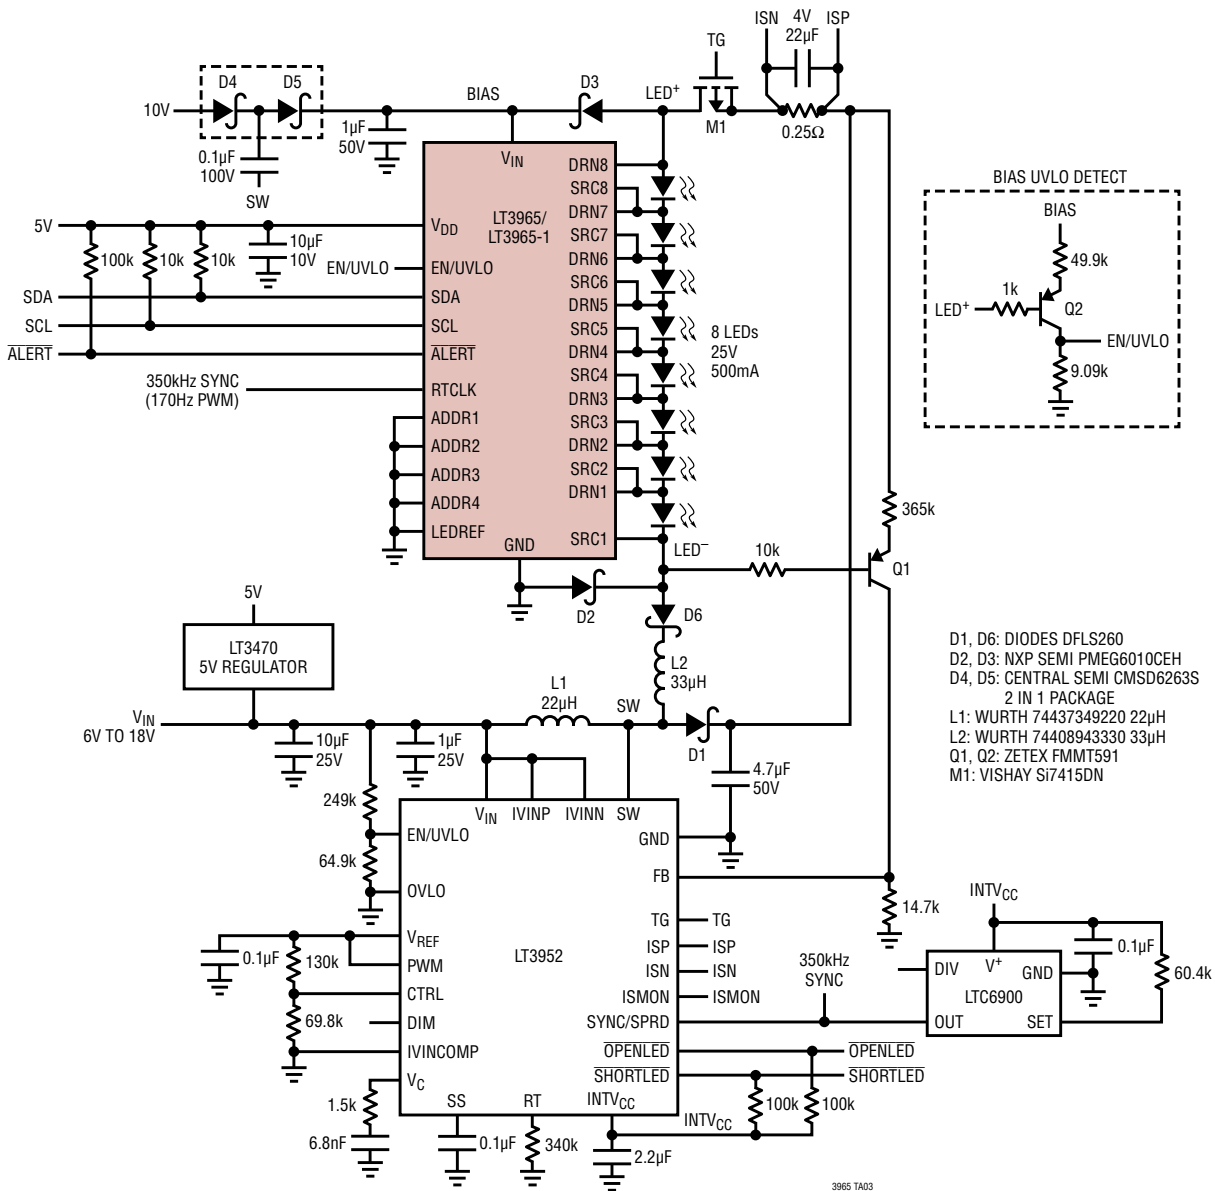 ISN
4V
22µF
ISP
TG
D4
D5
10V
BIAS
D3
LED+
M1
0.25Ω
1µF
50V
0.1µF
100V
SW
VIN
LT3965/
LT3965-1
DRN8
SRC8
DRN7
SRC7
DRN6
SRC6
DRN5
SRC5
DRN4
SRC4
DRN3
SRC3
DRN2
SRC2
DRN1
SRC1
5V
VDD
100k
10k
10k
10µF
10V
EN/UVLO
EN/UVLO
SDA
SDA
SCL
SCL
ALERT
ALERT
350kHz SYNC
(170Hz PWM)
RTCLK
ADDR1
ADDR2
ADDR3
ADDR4
LEDREF
GND
8 LEDs
25V
500mA
BIAS UVLO DETECT
BIAS
49.9k
1k
LED+
Q2
EN/UVLO
9.09k
365k
LED–
10k
Q1
D2
D6
L2
33µH
5V
LT3470
5V REGULATOR
L1
22µH
SW
VIN
6V TO 18V
D1
10µF
25V
1µF
25V
4.7µF
50V
D1, D6: DIODES DFLS260
D2, D3: NXP SEMI PMEG6010CEH
D4, D5: CENTRAL SEMI CMSD6263S
2 IN 1 PACKAGE
L1: WURTH 74437349220 22µH
L2: WURTH 74408943330 33µH
Q1, Q2: ZETEX FMMT591
M1: VISHAY Si7415DN
249k
64.9k
VIN
IVINP
IVINN
SW
EN/UVLO
GND
OVLO
FB
14.7k
VREF
PWM
CTRL
DIM
IVINCOMP
VC
LT3952
TG
TG
ISP
ISP
ISN
ISN
ISMON
ISMON
SYNC/SPRD
OPENLED
OPENLED
SHORTLED
SHORTLED
0.1µF
130k
69.8k
1.5k
6.8nF
SS
0.1µF
RT
340k
INTVCC
INTVCC
2.2µF
100k
100k
350kHz
SYNC
INTVCC
DIV
V+
GND
LTC6900
OUT
SET
0.1µF
60.4k
3965 TA03